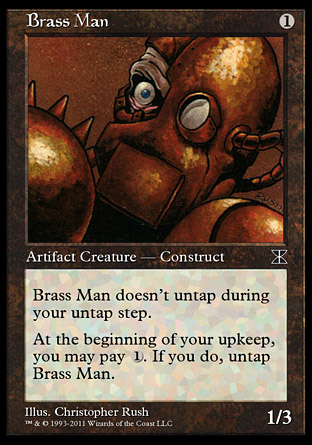 Brass Man 1
Artifact Creature — Construct
Brass Man doesn't untap during
your untap step.
At the beginning of your upkeep,
you may pay 1. If you do, untap
Brass Man.
Illus. Christopher Rush
™ & © 1993-2011 Wizards of the Coast LLC
1/3